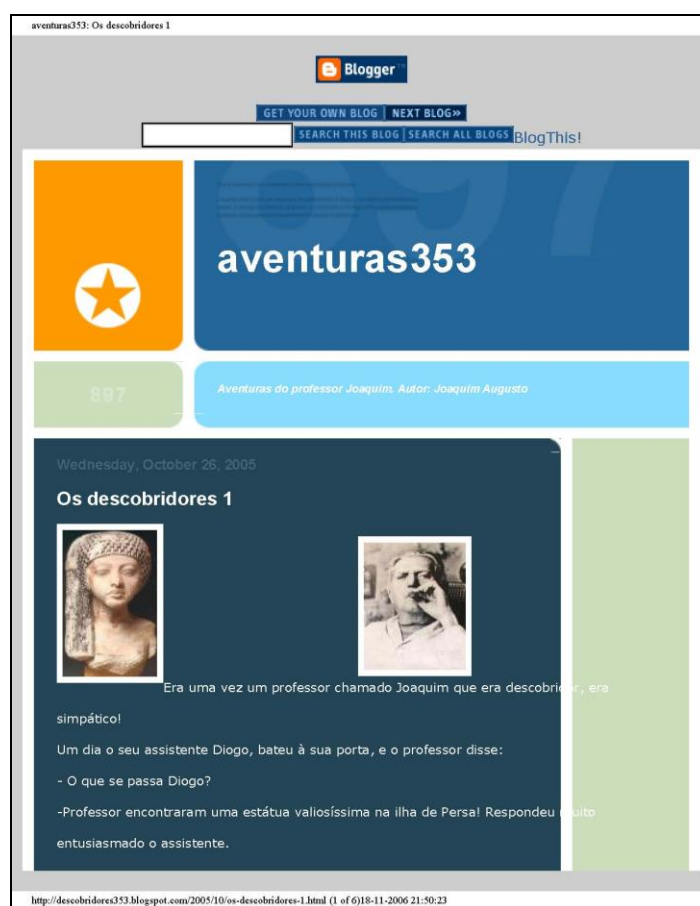 aventuras353: Os descobridores 1
Blogger™
GET YOUR OWN BLOG NEXT BLOG»
SEARCH THIS BLOG SEARCH ALL BLOGS BlogThis!
897
aventuras353
897
Aventuras do professor Joaquim. Autor: Joaquim Augusto
Wednesday, October 26, 2005
Os descobridores 1
Era uma vez um professor chamado Joaquim que era descobridor, era
simpático!
Um dia o seu assistente Diogo, bateu à sua porta, e o professor disse:
- O que se passa Diogo?
-Professor encontraram uma estátua valiosíssima na ilha de Persa! Respondeu muito
entusiasmado o assistente.
http://descobridores353.blogspot.com/2005/10/os-descobridores-1.html (1 of 6)18-11-2006 21:50:23